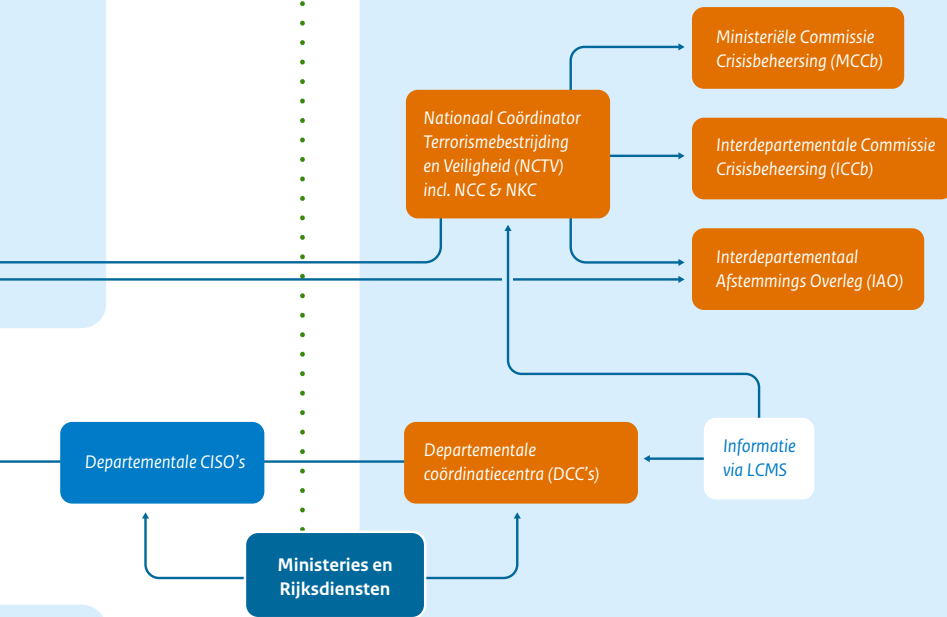 Ministeriële Commissie
Crisisbeheersing (MCCb)
Nationaal Coördinator
Terrorismebestrijding
en Veiligheid (NCTV)
incl. NCC & NKC
Interdepartementale Commissie
Crisisbeheersing (ICCb)
Interdepartementaal
Afstemmings Overleg (IAO)
Departementale CISO's
Departementale
coördinatiecentra (DCC's)
Informatie
via LCMS
Ministeries en
Rijksdiensten